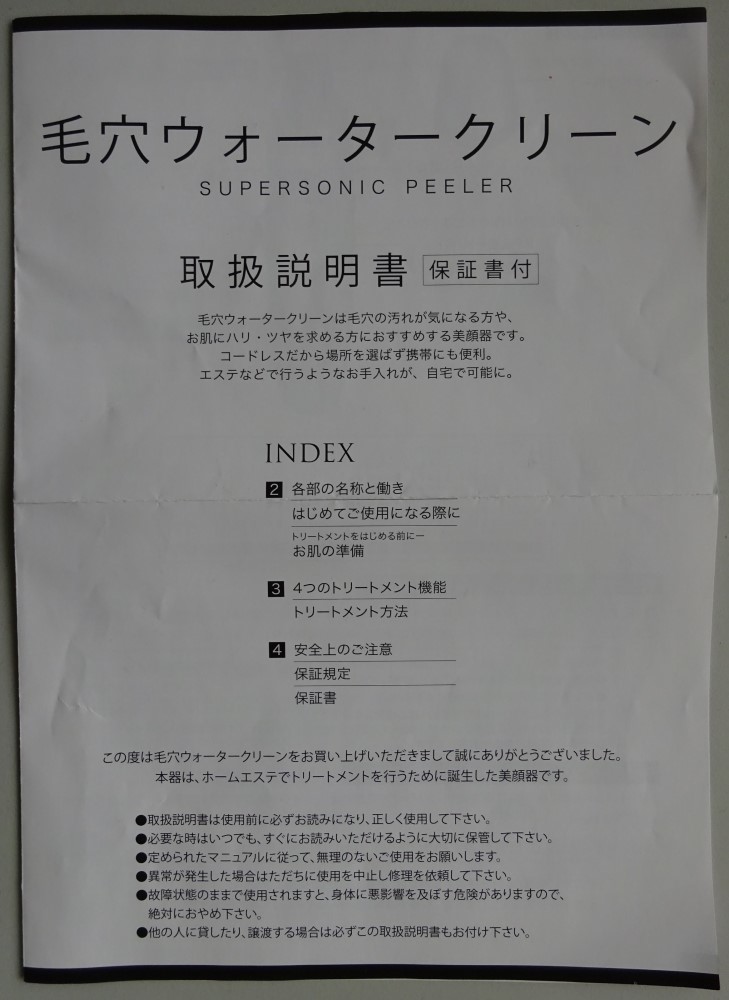 毛穴ウォータークリーン
SUPERSONIC PEELER
取扱説明書 保証書付
毛穴ウォータークリーンは毛穴の汚れが気になる方や、
お肌にハリ・ツヤを求める方におすすめする美顔器です。
コードレスだから場所を選ばず携帯にも便利。
エステなどで行うようなお手入れが、自宅で可能に。
INDEX
2 各部の名称と働き
はじめてご使用になる際に
トリートメントをはじめる前にー
お肌の準備
3 4つのトリートメント機能
トリートメント方法
4 安全上のご注意
保証規定
保証書
この度は毛穴ウォータークリーンをお買い上げいただきまして誠にありがとうございました。
本器は、ホームエステでトリートメントを行うために誕生した美顔器です。
●取扱説明書は使用前に必ずお読みになり、正しく使用して下さい。
●必要な時はいつでも、すぐにお読みいただけるように大切に保管して下さい。
●定められたマニュアルに従って、無理のないご使用をお願いします。
●異常が発生した場合はただちに使用を中止し修理を依頼して下さい。
●故障状態のままで使用されますと、身体に悪影響を及ぼす危険がありますので、
絶対におやめ下さい。
●他の人に貸したり、譲渡する場合は必ずこの取扱説明書もお付け下さい。